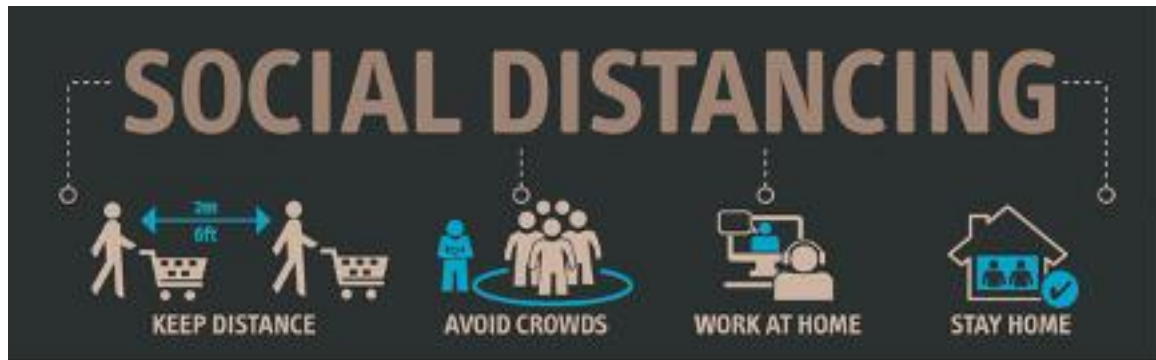 SOCIAL DISTANCING
2m
6ft
KEEP DISTANCE
AVOID CROWDS
WORK AT HOME
STAY HOME